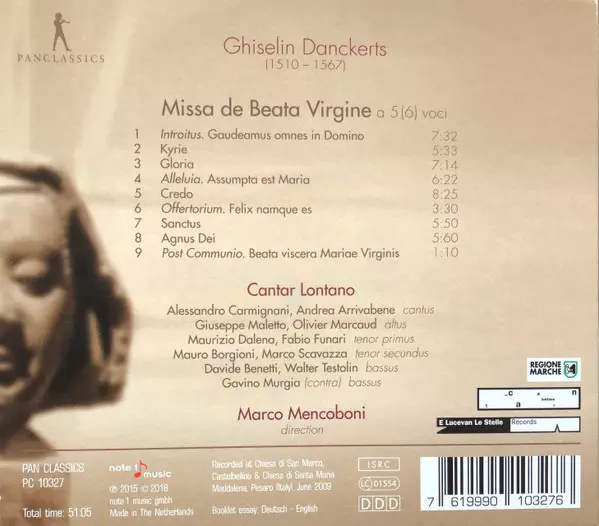 PANCLASSICS
Ghiselin Danckerts
(1510 – 1567)
Missa de Beata Virgine a 5(6) voci
1 Introitus. Gaudeamus omnes in Domino 7:32
2 Kyrie 5:33
3 Gloria 7:14
4 Alleluia. Assumpta est Maria 6:22
5 Credo 8:25
6 Offertorium. Felix namque es 3:30
7 Sanctus 5:50
8 Agnus Dei 5:60
9 Post Communio. Beata viscera Mariae Virginis 1:10
Cantar Lontano
Alessandro Carmignani, Andrea Arrivabene cantus
Giuseppe Maletto, Olivier Marcaud altus
Maurizio Dalena, Fabio Funari tenor primus
Mauro Borgioni, Marco Scavazza tenor secundus
Davide Benetti, Walter Testolin bassus
Gavino Murgia (contra) bassus
Marco Mencoboni
direction
REGIONE
MARCHE
c n
a
E Lucevan Le Stelle Records
PAN CLASSICS
PC 10327
Total time: 51:05
note 1 music
℗ 2015 © 2018
note 1 music gmbh
Made in The Netherlands
Recorded at Chiesa di San Marco,
Castelbellino & Chiesa di Santa Maria
Maddalena, Pesaro (Italy), June 2009
Booklet essay: Deutsch - English
ISRC
LC 01554
DDD
7 619990 103276